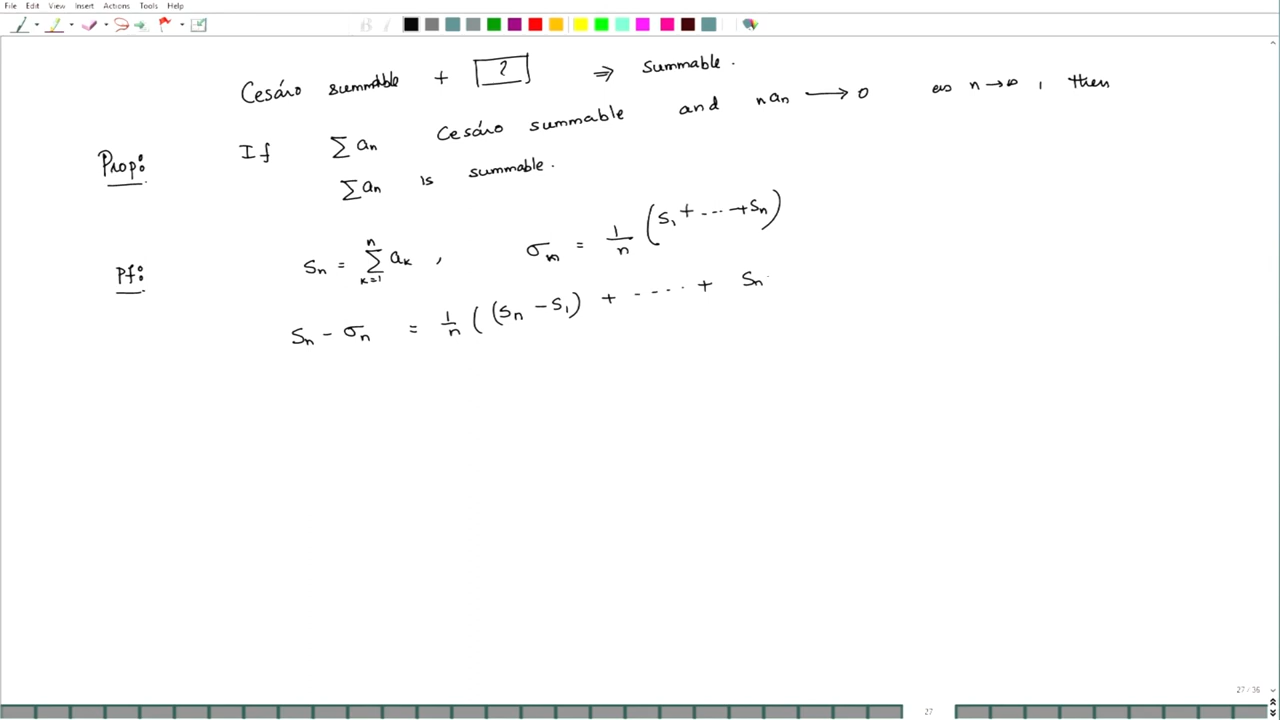 File Edit View Insert Actions Tools Help
Cesáro summable + [?] ⇒ summable.
Prop: If ∑ aₙ Cesáro summable and naₙ ⟶ 0 as n→∞, then
∑ aₙ is summable.
Pf: Sₙ = ∑ₖ₌₁ⁿ aₖ , σₙ = 1/n (S₁ + ---- + Sₙ)
Sₙ - σₙ = 1/n ( (Sₙ - S₁) + ----- + Sₙ
27 / 36
27